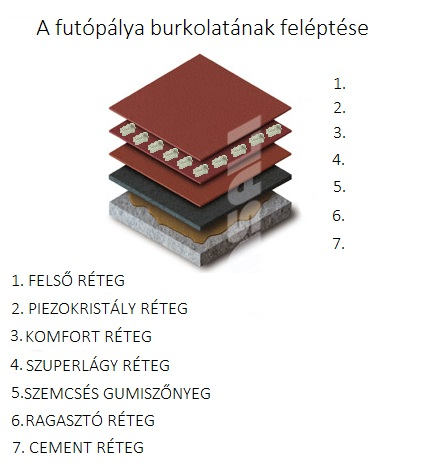 A futópálya burkolatának feléptése
1.
2.
3.
4.
5.
6.
7.
1. FELSŐ RÉTEG
2. PIEZOKRISTÁLY RÉTEG
3. KOMFORT RÉTEG
4. SZUPERLÁGY RÉTEG
5.SZEMCSÉS GUMISZŐNYEG
6.RAGASZTÓ RÉTEG
7. CEMENT RÉTEG